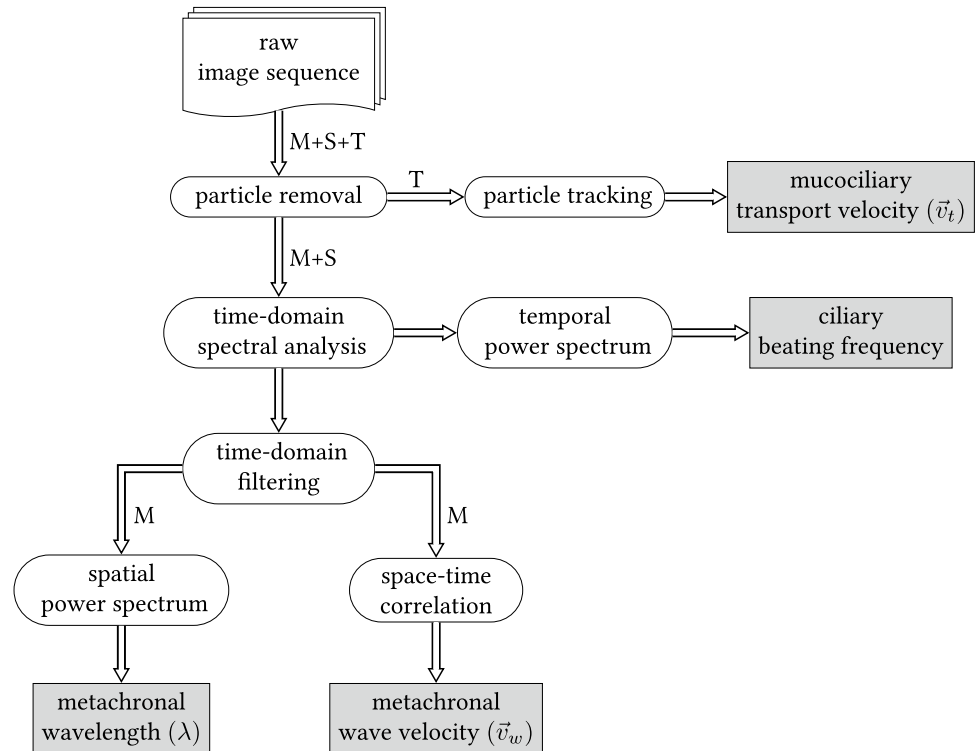 raw
image sequence
M+S+T
particle removal
T
particle tracking
mucociliary
transport velocity (v⃗ₜ)
M+S
time-domain
spectral analysis
temporal
power spectrum
ciliary
beating frequency
time-domain
filtering
M
M
spatial
power spectrum
space-time
correlation
metachronal
wavelength (λ)
metachronal
wave velocity (v⃗_w)